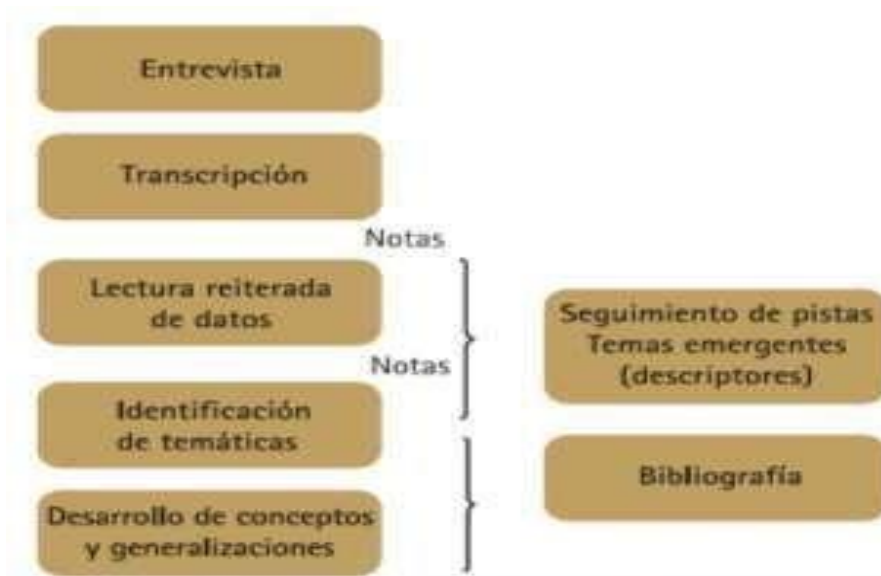 Entrevista
Transcripción
Notas
Lectura reiterada
de datos
Notas
Identificación
de temáticas
Desarrollo de conceptos
y generalizaciones
Seguimiento de pistas
Temas emergentes
(descriptores)
Bibliografía